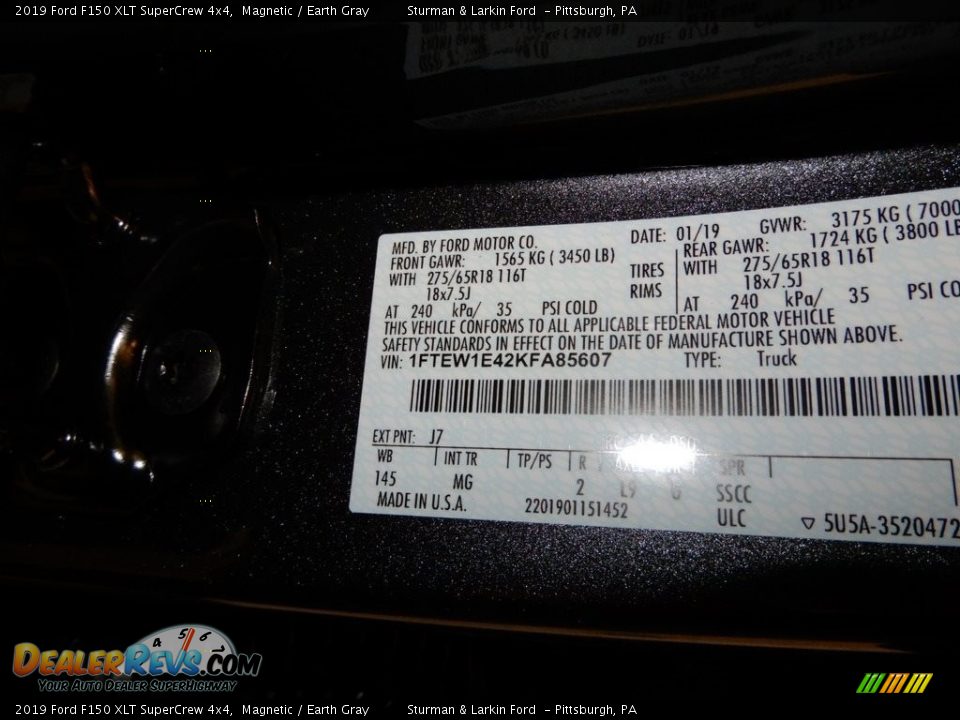 2019 Ford F150 XLT SuperCrew 4x4, Magnetic / Earth Gray Sturman & Larkin Ford - Pittsburgh, PA
MFD. BY FORD MOTOR CO. DATE: 01/19 GVWR: 3175 KG ( 7000
FRONT GAWR: 1565 KG ( 3450 LB) REAR GAWR: 1724 KG ( 3800 LB
WITH 275/65R18 116T TIRES WITH 275/65R18 116T
18x7.5J RIMS 18x7.5J
AT 240 kPa/ 35 PSI COLD AT 240 kPa/ 35 PSI CO
THIS VEHICLE CONFORMS TO ALL APPLICABLE FEDERAL MOTOR VEHICLE
SAFETY STANDARDS IN EFFECT ON THE DATE OF MANUFACTURE SHOWN ABOVE.
VIN: 1FTEW1E42KFA85607 TYPE: Truck
EXT PNT: J7
WB INT TR TP/PS R SPR
145 MG 2 L9 G SSCC
MADE IN U.S.A. 2201901151452 ULC 5U5A-3520472
4 5 6
DealerRevs.com
Your Auto Dealer SuperHighway
2019 Ford F150 XLT SuperCrew 4x4, Magnetic / Earth Gray Sturman & Larkin Ford - Pittsburgh, PA